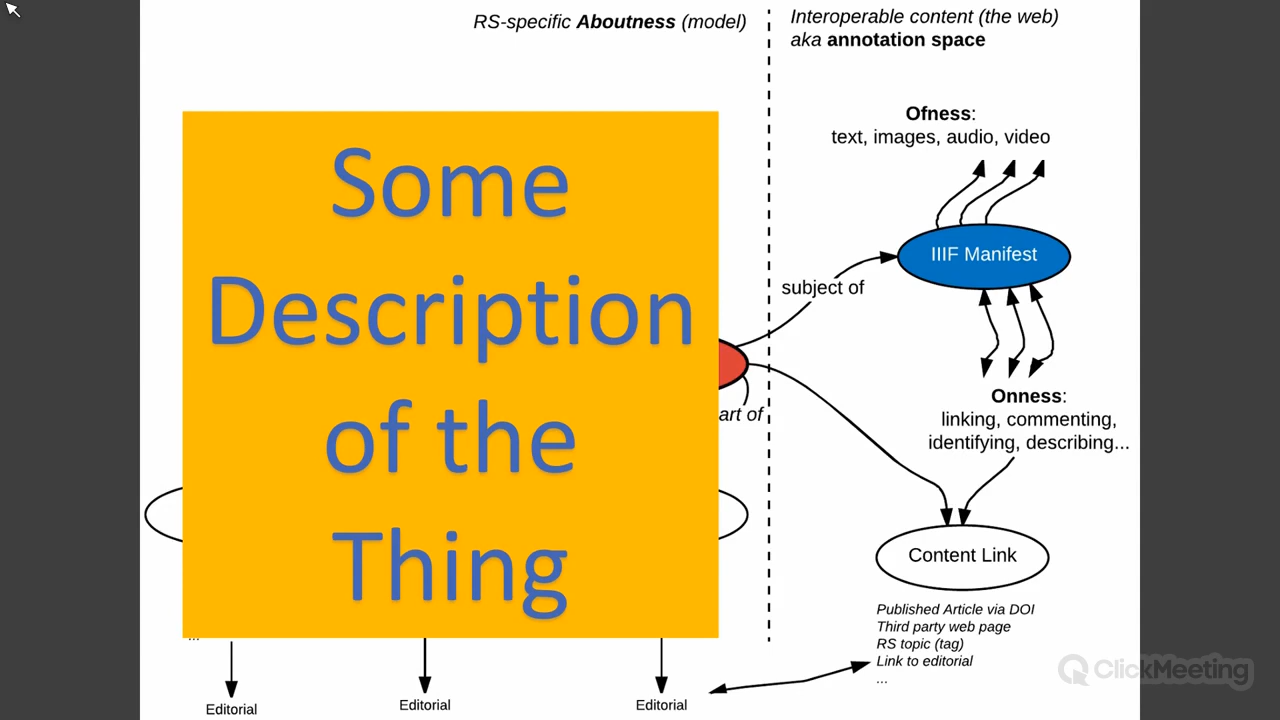 RS-specific Aboutness (model)
Interoperable content (the web)
aka annotation space
Ofness:
text, images, audio, video
Some
Description
of the
Thing
IIIF Manifest
subject of
art of
Onness:
linking, commenting,
identifying, describing...
Content Link
Published Article via DOI
Third party web page
RS topic (tag)
Link to editorial
...
...
Editorial
Editorial
Editorial
ClickMeeting